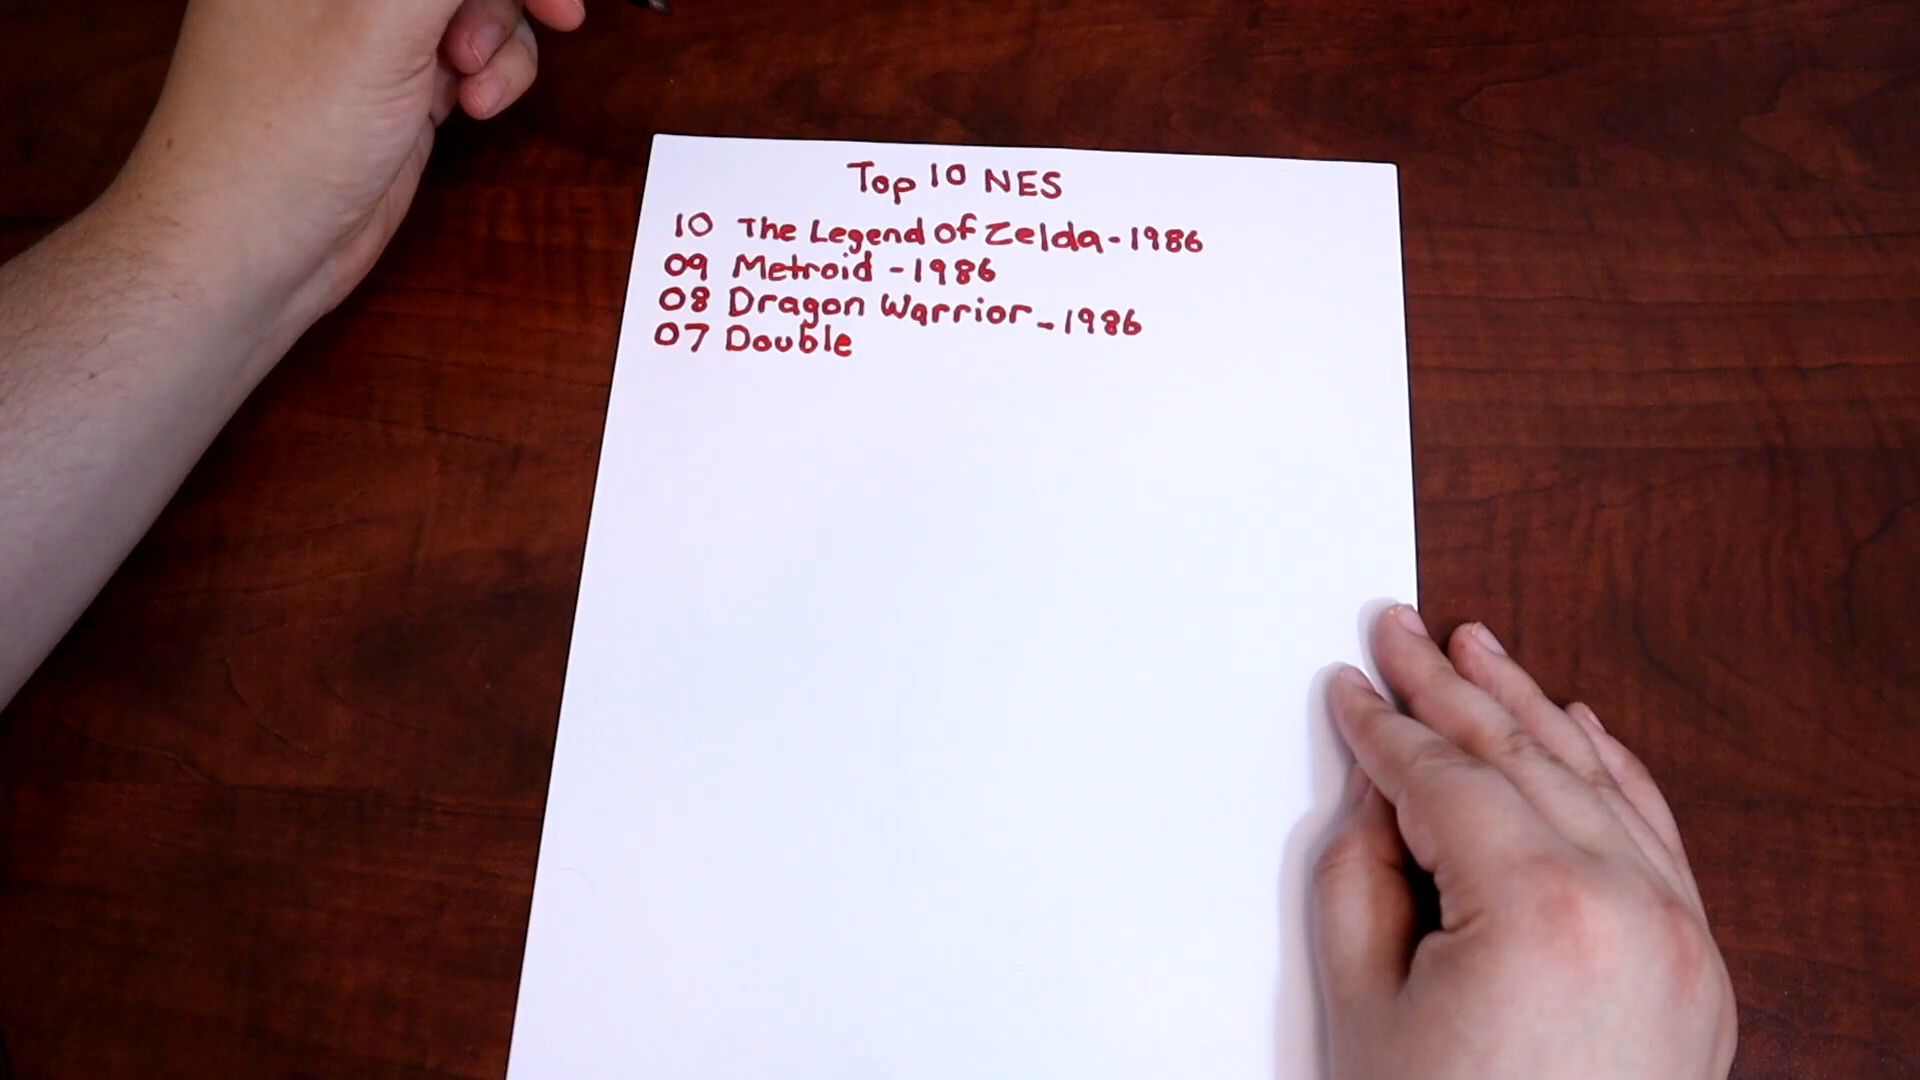 Top 10 NES
10 The Legend of Zelda - 1986
09 Metroid - 1986
08 Dragon Warrior - 1986
07 Double